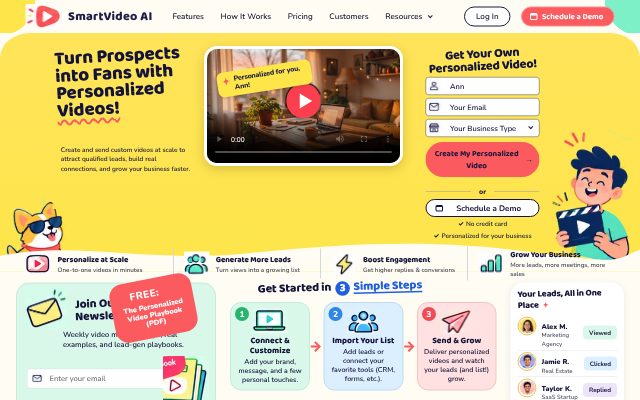 SmartVideo AI
Features
How It Works
Pricing
Customers
Resources
Log In
Schedule a Demo
Turn Prospects
into Fans with
Personalized
Videos!
Create and send custom videos at scale to
attract qualified leads, build real
connections, and grow your business faster.
Personalized for you,
Ann!
0:00
Get Your Own
Personalized Video!
Ann
Your Email
Your Business Type
Create My Personalized
Video →
or
Schedule a Demo
✓ No credit card
✓ Personalized for your business
Personalize at Scale
One-to-one videos in minutes
Generate More Leads
Turn views into a growing list
Boost Engagement
Get higher replies & conversions
Grow Your Business
More leads, more meetings, more
sales
Join Ou
Newsle
FREE:
The Personalized
Video Playbook
(PDF)
Weekly video m
examples, and lead-gen playbooks.
Enter your email
book
Get Started in 3 Simple Steps
1
Connect &
Customize
Add your brand,
message, and a few
personal touches.
2
Import Your List
Add leads or
connect your
favorite tools (CRM,
forms, etc.).
3
Send & Grow
Deliver personalized
videos and watch
your leads (and list!)
grow.
Your Leads, All in One
Place
Alex M.
Marketing
Agency
Viewed
Jamie R.
Real Estate
Clicked
Taylor K.
SaaS Startup
Replied